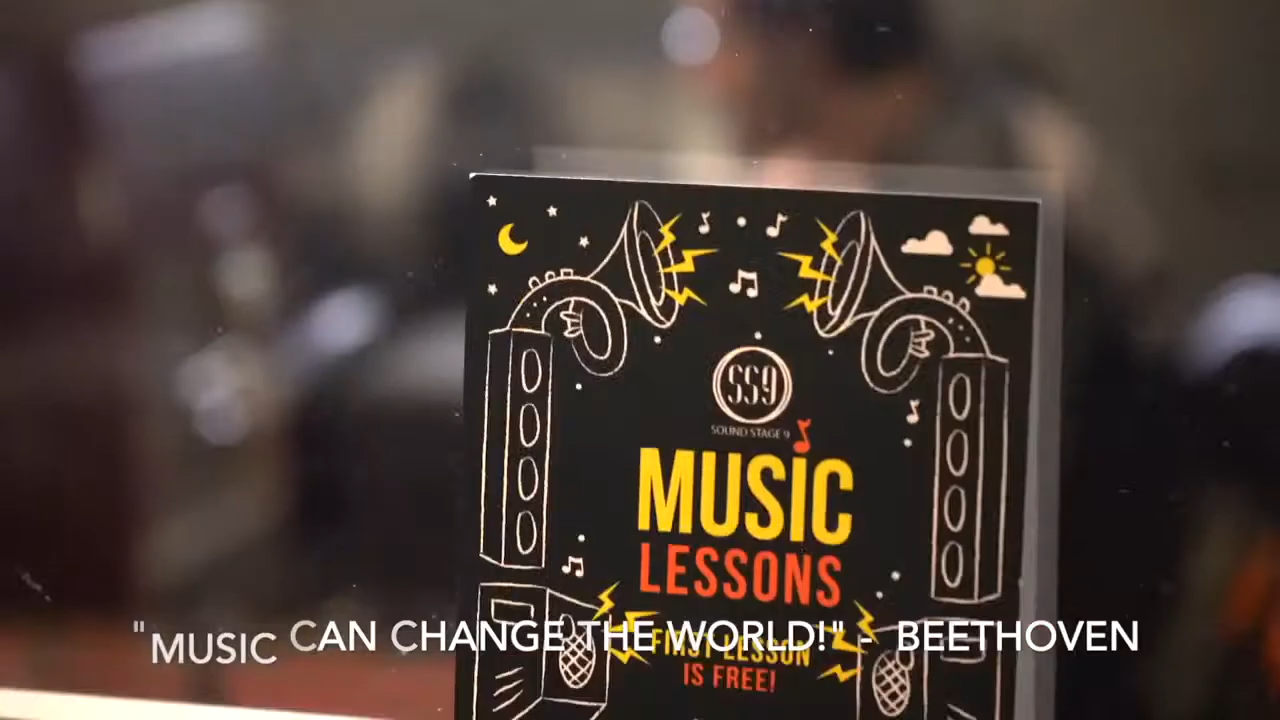 SS9
SOUND STAGE 9
MUSIC
LESSONS
FIRST LESSON
IS FREE!
"MUSIC CAN CHANGE THE WORLD!" - BEETHOVEN